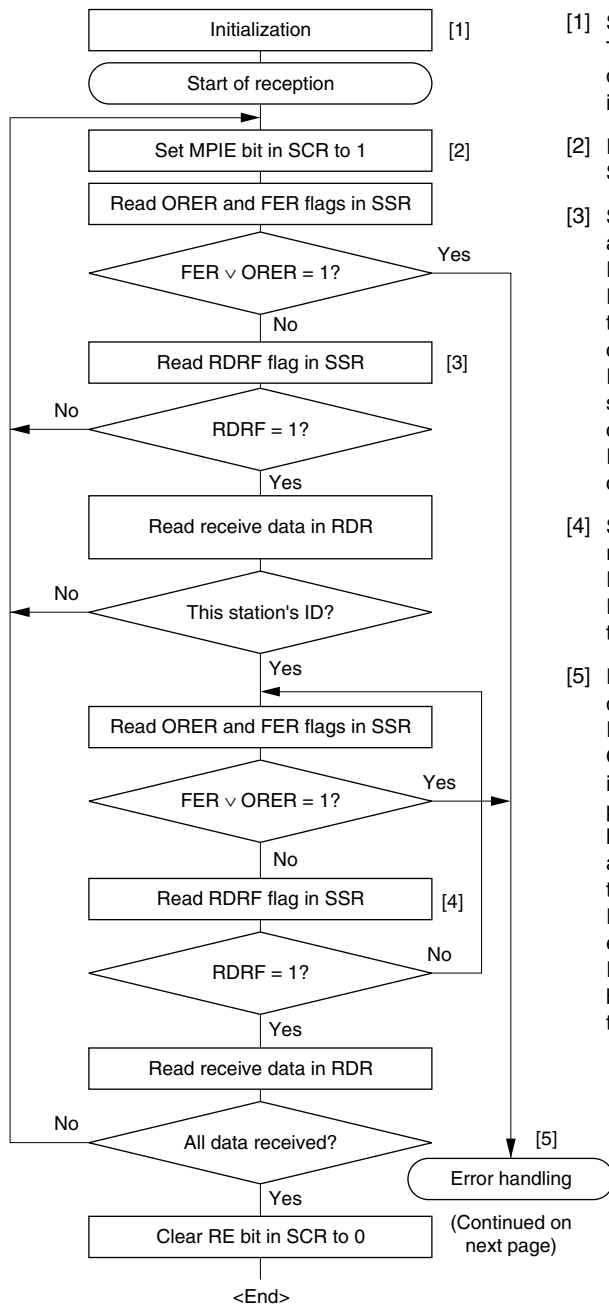 Initialization
[1]
Start of reception
Set MPIE bit in SCR to 1
[2]
Read ORER and FER flags in SSR
FER ∨ ORER = 1?
Yes
No
Read RDRF flag in SSR
[3]
No
RDRF = 1?
Yes
Read receive data in RDR
No
This station's ID?
Yes
Read ORER and FER flags in SSR
FER ∨ ORER = 1?
Yes
No
Read RDRF flag in SSR
[4]
RDRF = 1?
No
Yes
Read receive data in RDR
No
All data received?
[5]
Error handling
Yes
(Continued on
next page)
Clear RE bit in SCR to 0
<End>
[1]
[2]
[3]
[4]
[5]